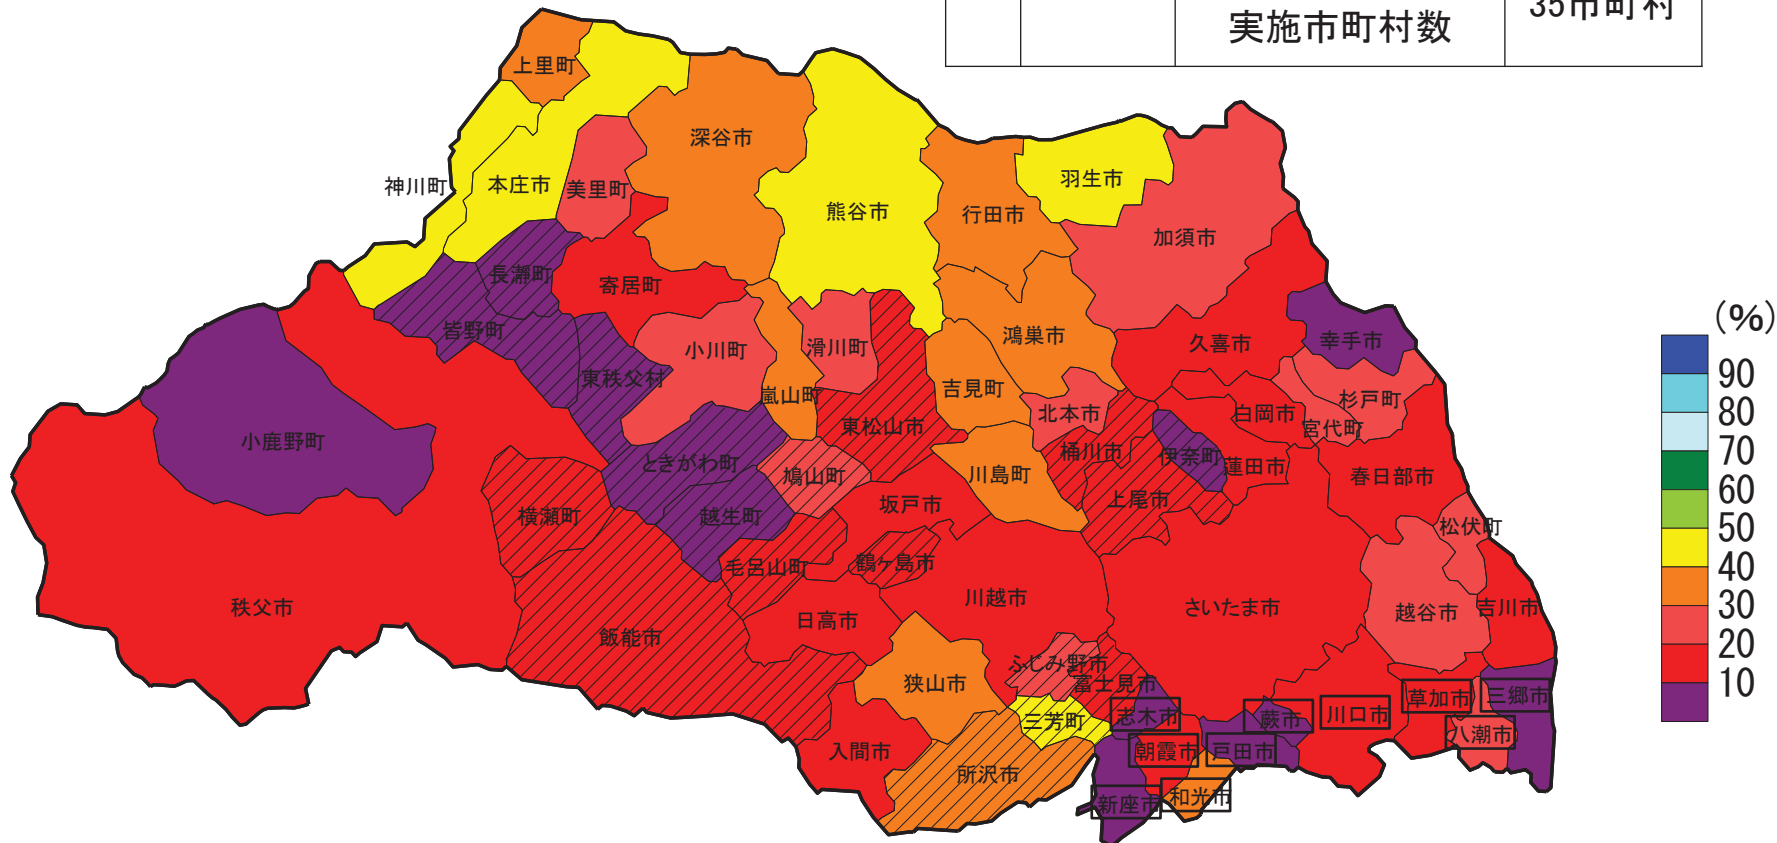 35市町村
実施市町村数
上里町
深谷市
神川町
本庄市
美里町
熊谷市
行田市
羽生市
加須市
長瀞町
寄居町
皆野町
小川町
滑川町
鴻巣市
久喜市
幸手市
東秩父村
嵐山町
吉見町
杉戸町
北本市
白岡市
宮代町
小鹿野町
東松山市
桶川市
伊奈町
ときがわ町
鳩山町
川島町
蓮田市
春日部市
横瀬町
越生町
坂戸市
上尾市
松伏町
毛呂山町
鶴ヶ島市
秩父市
飯能市
日高市
川越市
さいたま市
越谷市
吉川市
ふじみ野市
狭山市
富士見市
三芳町
志木市
蕨市
川口市
草加市
三郷市
入間市
朝霞市
戸田市
八潮市
所沢市
新座市
和光市
(%)
90
80
70
60
50
40
30
20
10